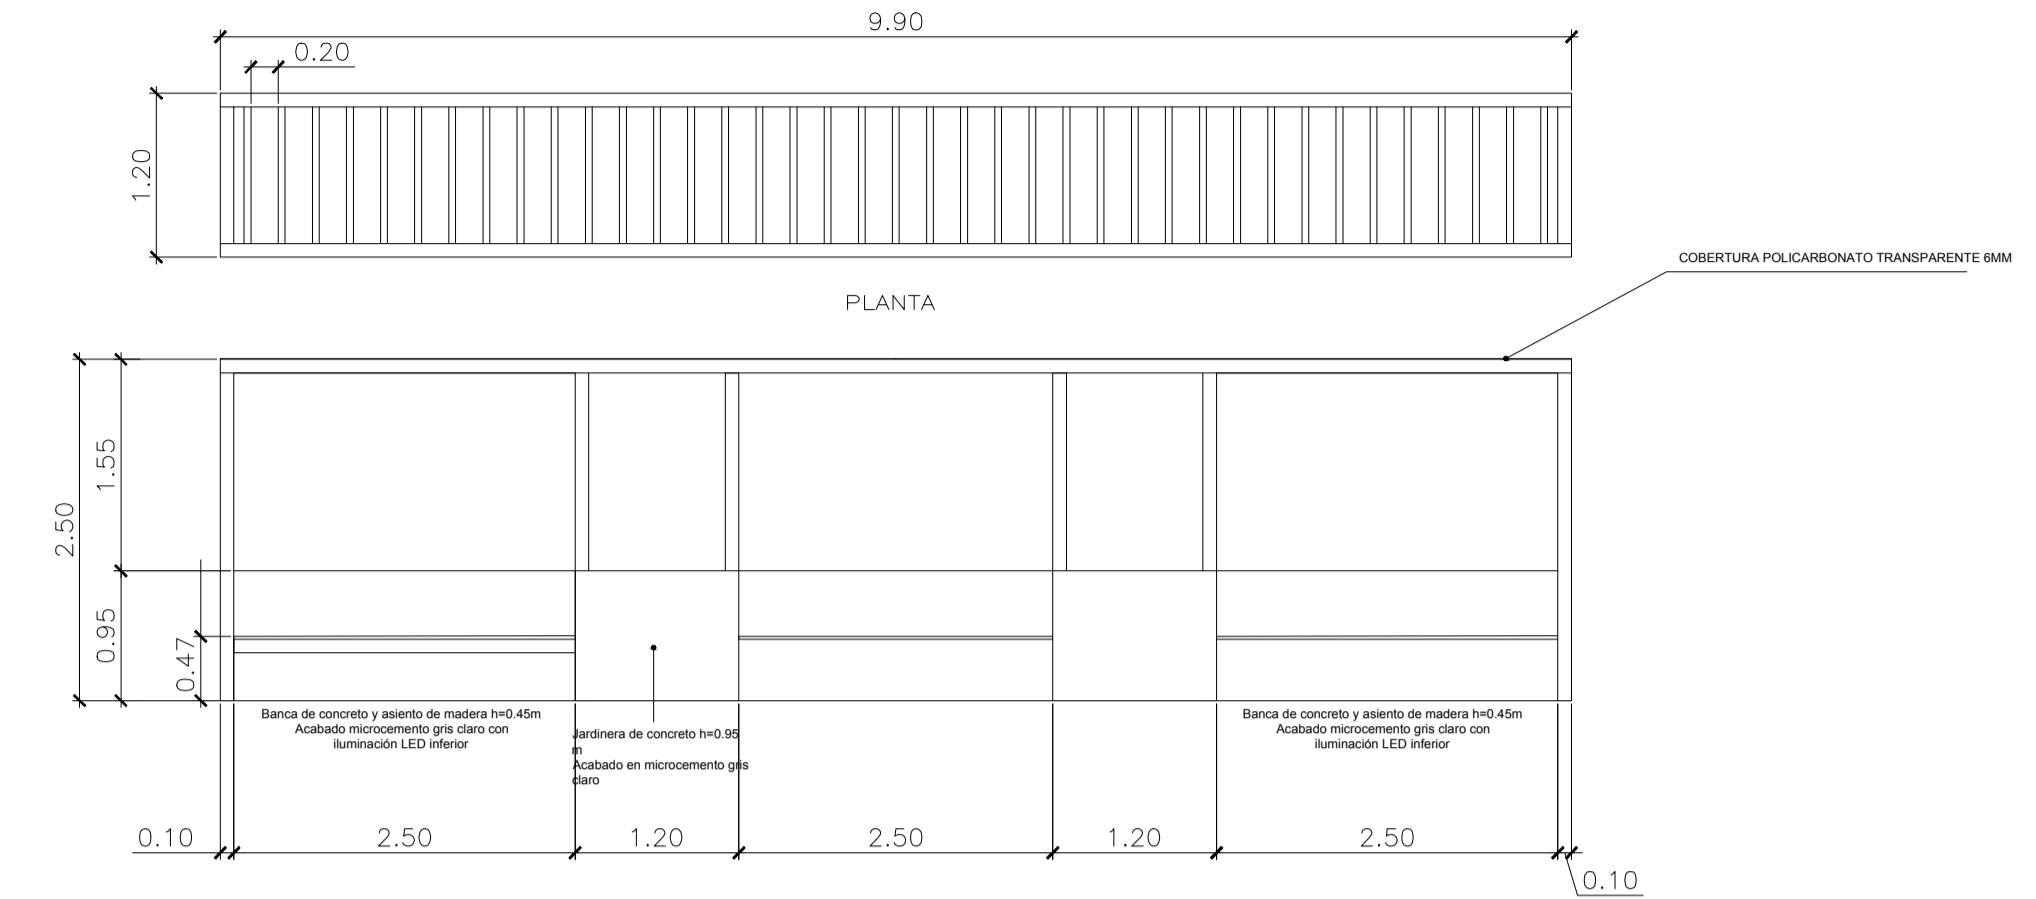 9.90
0.20
1.20
COBERTURA POLICARBONATO TRANSPARENTE 6MM
PLANTA
1.55
2.50
0.95
0.47
Banca de concreto y asiento de madera h=0.45m
Acabado microcemento gris claro con
iluminación LED inferior
Jardinera de concreto h=0.95
m
Acabado en microcemento gris
claro
Banca de concreto y asiento de madera h=0.45m
Acabado microcemento gris claro con
iluminación LED inferior
0.10
2.50
1.20
2.50
1.20
2.50
0.10